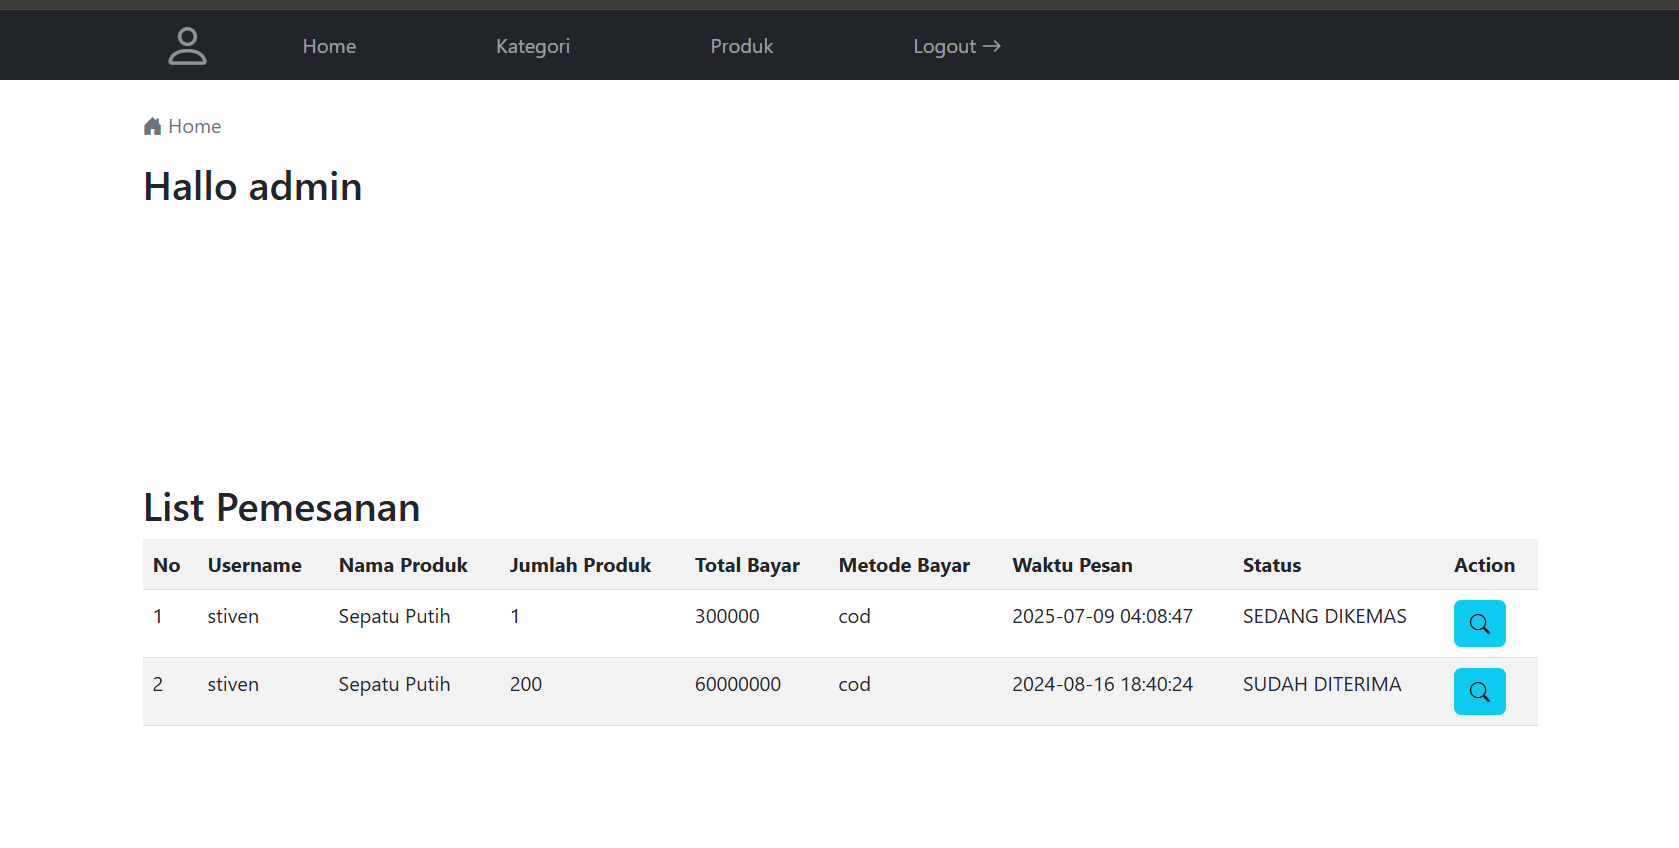 Home Kategori Produk Logout →
Home
Hallo admin
List Pemesanan
No Username Nama Produk Jumlah Produk Total Bayar Metode Bayar Waktu Pesan Status Action
1 stiven Sepatu Putih 1 300000 cod 2025-07-09 04:08:47 SEDANG DIKEMAS
2 stiven Sepatu Putih 200 60000000 cod 2024-08-16 18:40:24 SUDAH DITERIMA